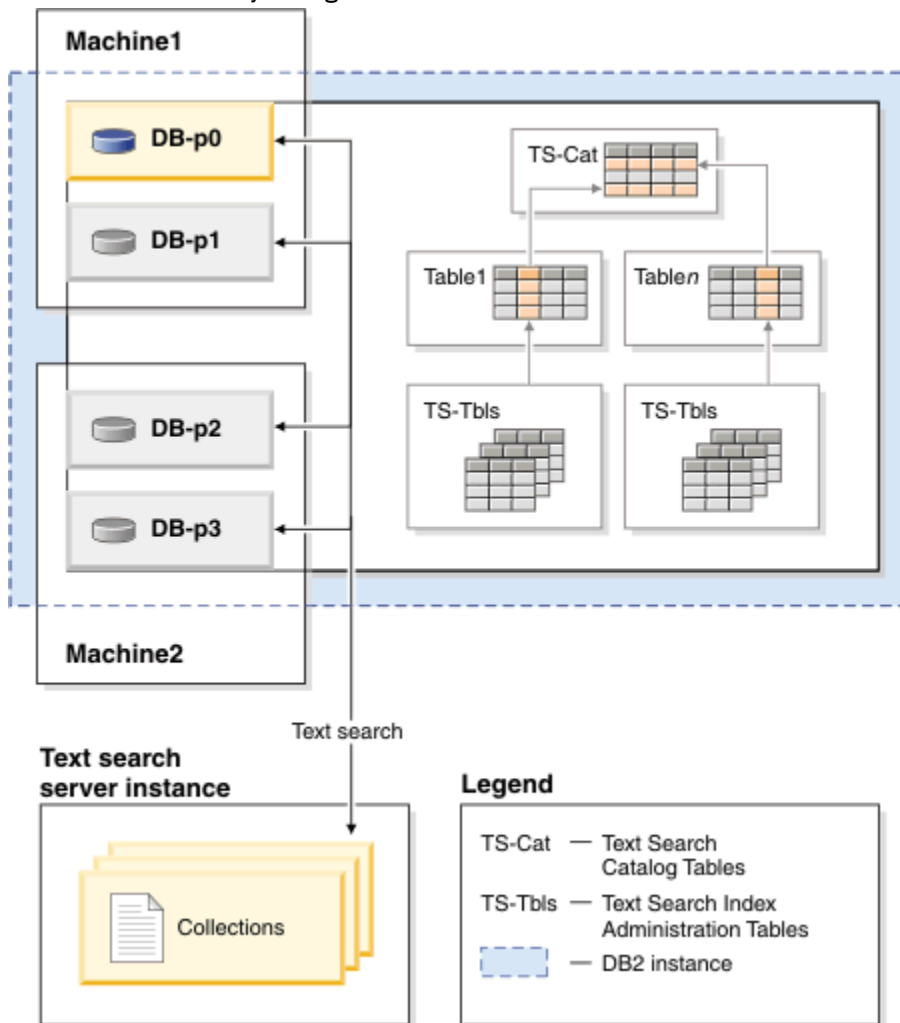 Machine1
DB-p0
DB-p1
TS-Cat
Table1
Tablen
TS-Tbls
TS-Tbls
DB-p2
DB-p3
Machine2
Text search
Text search
server instance
Collections
Legend
TS-Cat — Text Search
Catalog Tables
TS-Tbls — Text Search Index
Administration Tables
— DB2 instance